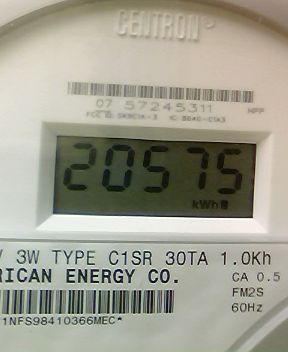 CENTRON
07 57245311
20575
kWh
V 3W TYPE C1SR 30TA 1.0Kh
RICAN ENERGY CO.
CA 0.5
FM2S
60Hz
1NFS98410366MEC*